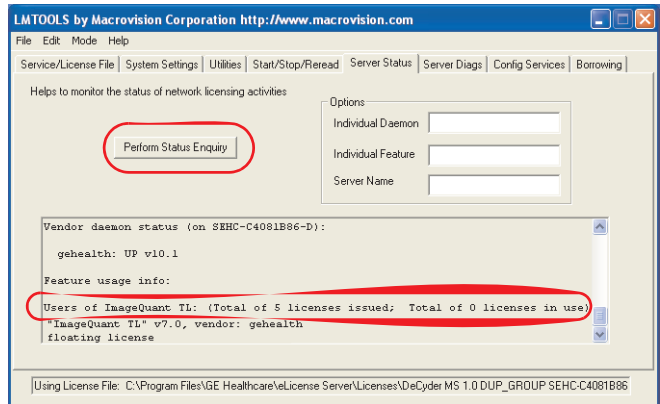 LMTOOLS by Macrovision Corporation http://www.macrovision.com
File Edit Mode Help
Service/License File System Settings Utilities Start/Stop/Reread Server Status Server Diags Config Services Borrowing
Helps to monitor the status of network licensing activities
Options
Individual Daemon
Perform Status Enquiry
Individual Feature
Server Name
Vendor daemon status (on SEHC-C4081B86-D):
gehealth: UP v10.1
Feature usage info:
Users of ImageQuant TL: (Total of 5 licenses issued; Total of 0 licenses in use)
"ImageQuant TL" v7.0, vendor: gehealth
floating license
Using License File: C:\Program Files\GE Healthcare\eLicense Server\Licenses\DeCyder MS 1.0 DUP_GROUP SEHC-C4081B86